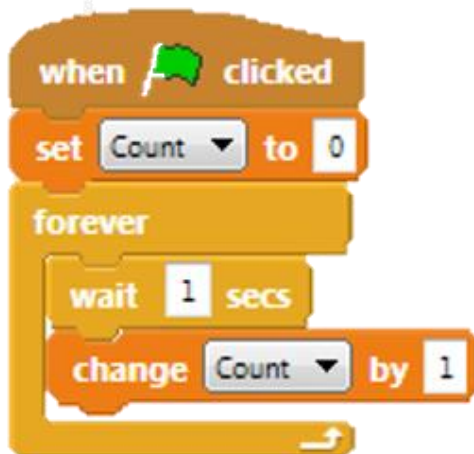 when clicked
set Count to 0
forever
wait 1 secs
change Count by 1